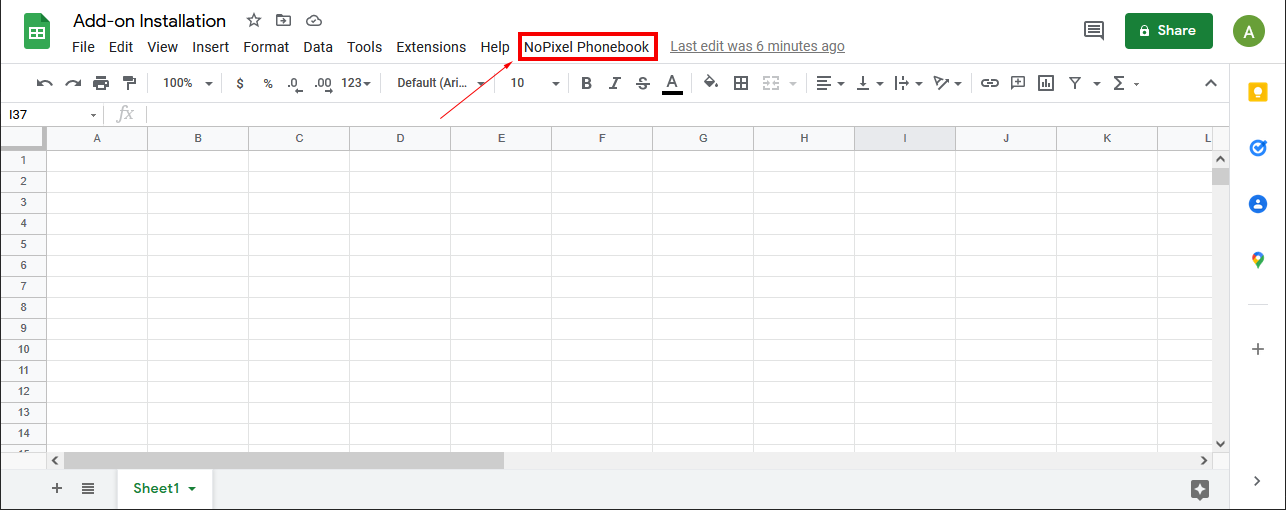 Add-on Installation
File Edit View Insert Format Data Tools Extensions Help NoPixel Phonebook Last edit was 6 minutes ago
Share
A
100% $ % .0 .00 123 Default (Ari... 10 B I S A
I37 fx
A B C D E F G H I J K L
1
2
3
4
5
6
7
8
9
10
11
12
13
14
15
Sheet1